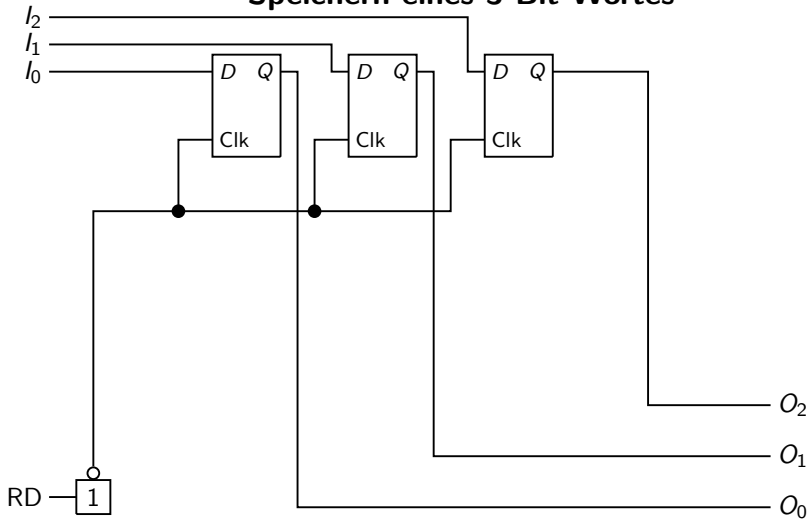 Speichern eines 3 Bit Wortes
I₂
I₁
I₀
D Q
Clk
D Q
Clk
D Q
Clk
O₂
O₁
RD 1
O₀